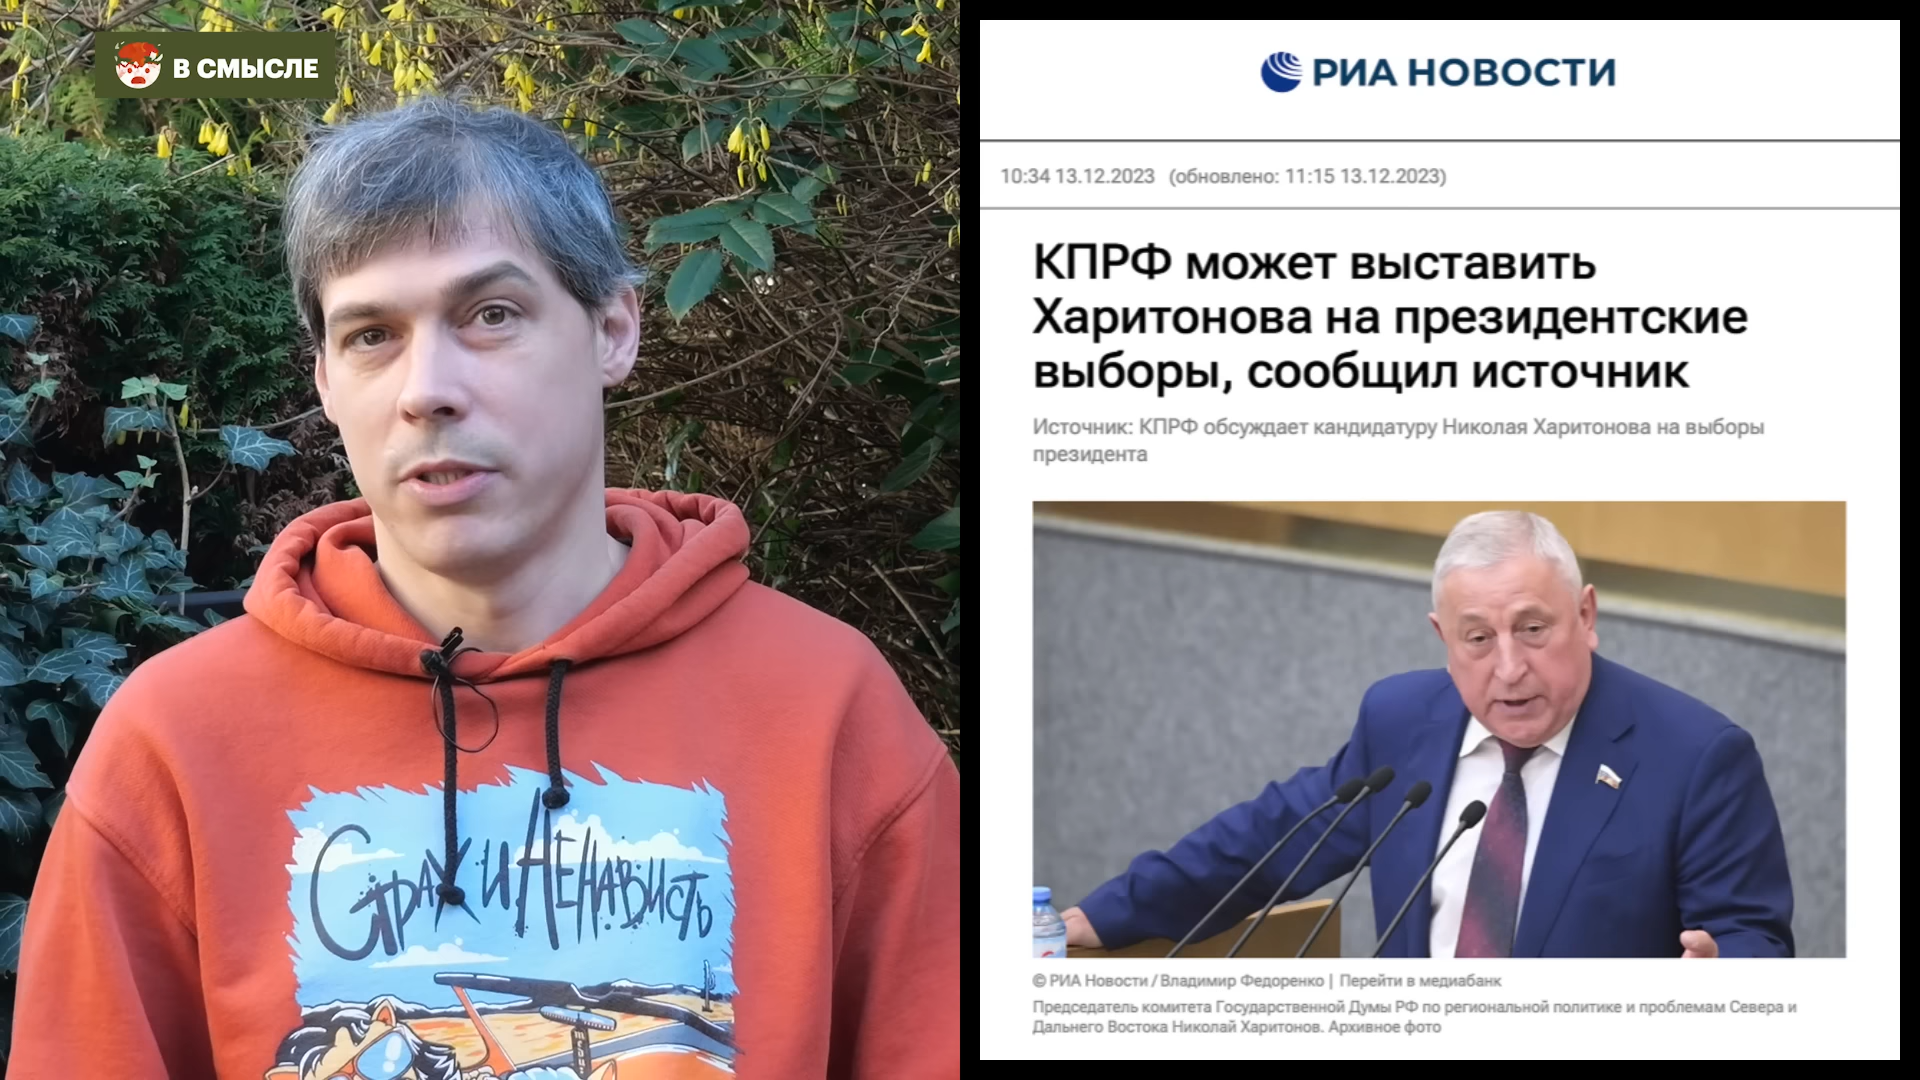 В СМЫСЛЕ
Страх и Ненависть
РИА НОВОСТИ
10:34 13.12.2023 (обновлено: 11:15 13.12.2023)
КПРФ может выставить
Харитонова на президентские
выборы, сообщил источник
Источник: КПРФ обсуждает кандидатуру Николая Харитонова на выборы
президента
© РИА Новости / Владимир Федоренко | Перейти в медиабанк
Председатель комитета Государственной Думы РФ по региональной политике и проблемам Севера и
Дальнего Востока Николай Харитонов. Архивное фото